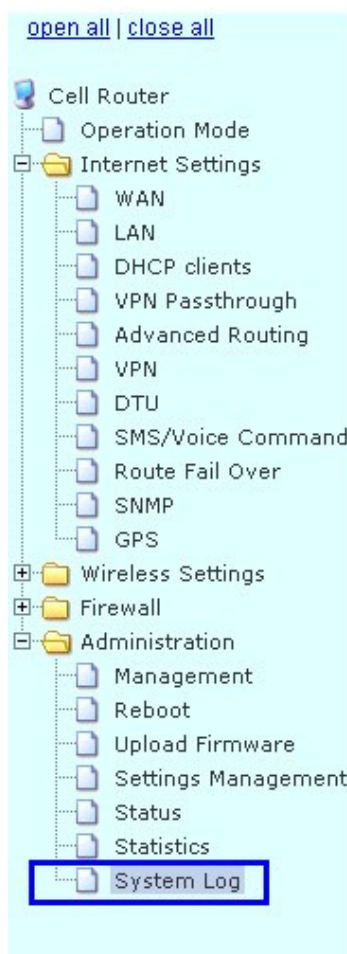 open all | close all
Cell Router
Operation Mode
Internet Settings
WAN
LAN
DHCP clients
VPN Passthrough
Advanced Routing
VPN
DTU
SMS/Voice Command
Route Fail Over
SNMP
GPS
Wireless Settings
Firewall
Administration
Management
Reboot
Upload Firmware
Settings Management
Status
Statistics
System Log